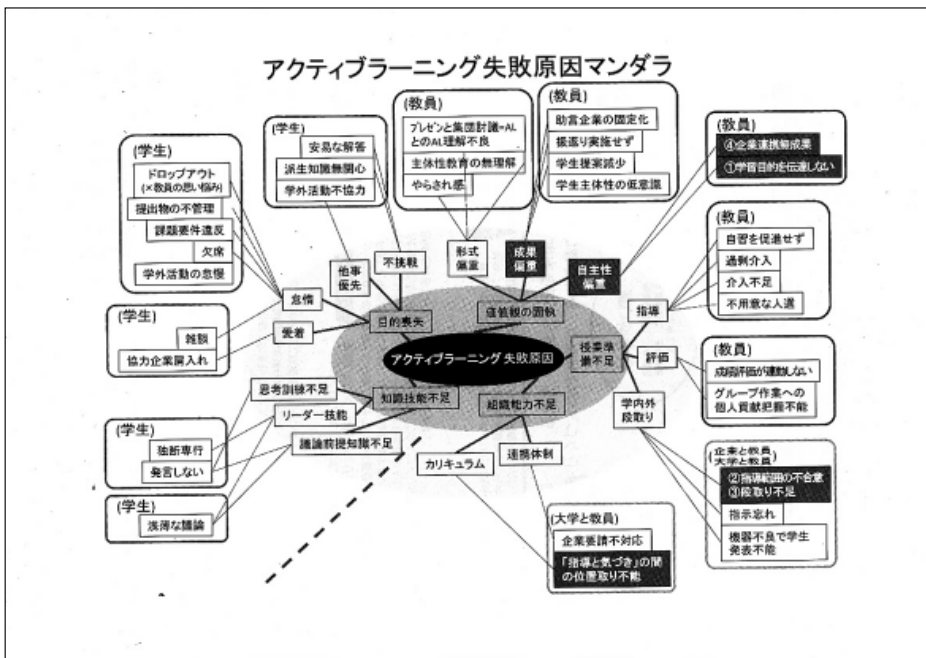 アクティブラーニング失敗原因マンダラ
(学生)
ドロップアウト
(×教員の思い悩み)
提出物の不管理
課題要件違反
欠席
学外活動の怠慢
(学生)
安易な解答
派生知識無関心
学外活動不協力
(教員)
プレゼンと集団討議=AL
とのAL理解不良
主体性教育の無理解
やらされ感
(教員)
助言企業の固定化
振返り実施せず
学生提案減少
学生主体性の低意識
(教員)
④企業連携無成果
①学習目的を伝達しない
他事
優先
不挑戦
形式
偏重
成果
偏重
自主性
偏重
指導
(教員)
自習を促進せず
過剰介入
介入不足
不用意な人選
怠惰
愛着
目的喪失
価値観の固執
(学生)
雑談
協力企業肩入れ
アクティブラーニング失敗原因
授業準
備不足
評価
(教員)
成績評価が連動しない
グループ作業への
個人貢献把握不能
思考訓練不足
知識技能不足
組織能力不足
学内外
段取り
リーダー技能
議論前提知識不足
カリキュラム
連携体制
(学生)
独断専行
発言しない
(学生)
浅薄な議論
(企業と教員)
大学と教員)
②指導範囲の不合意
③段取り不足
指示忘れ
機器不良で学生
発表不能
(大学と教員)
企業要請不対応
「指導と気づき」の間
の位置取り不能